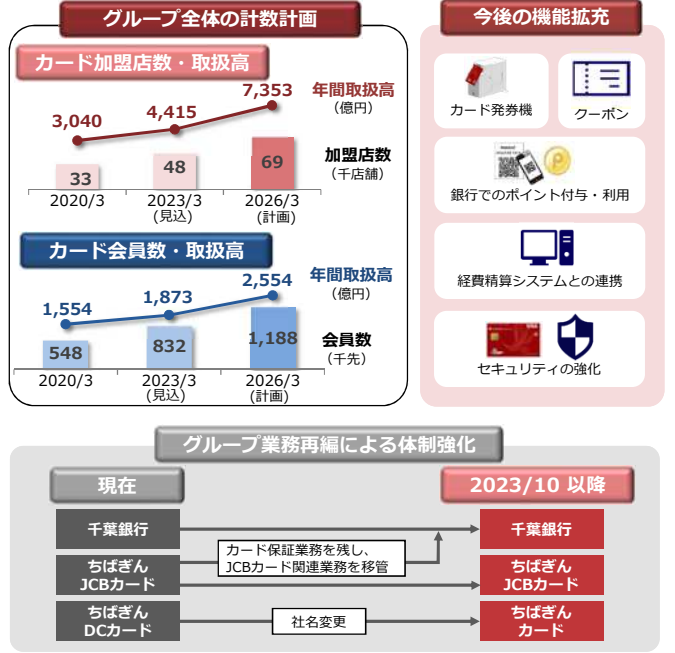 グループ全体の計数計画
カード加盟店数・取扱高
7,353
年間取扱高
(億円)
4,415
3,040
加盟店数
(千店舗)
33
48
69
2020/3
2023/3
(見込)
2026/3
(計画)
カード会員数・取扱高
2,554
年間取扱高
(億円)
1,873
1,554
会員数
(千先)
548
832
1,188
2020/3
2023/3
(見込)
2026/3
(計画)
今後の機能拡充
カード発券機
クーポン
銀行でのポイント付与・利用
経費精算システムとの連携
セキュリティの強化
グループ業務再編による体制強化
現在
2023/10 以降
千葉銀行
千葉銀行
カード保証業務を残し、
JCBカード関連業務を移管
ちばぎん
JCBカード
ちばぎん
JCBカード
ちばぎん
DCカード
社名変更
ちばぎん
カード